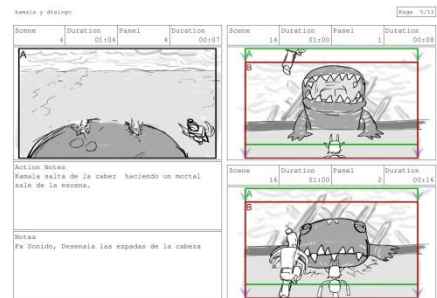 kamala y dialogo
Page 5/13
Scene Duration Panel Duration
4 01:04 4 00:07
A
Action Notes
Kamala salta de la cabez haciendo un mortal
sale de la escena.
Notes
Fx Sonido, Desenaia las espadas de la cabeza
Scene Duration Panel Duration
14 01:00 1 00:08
A
B
Scene Duration Panel Duration
14 01:00 2 00:16
A
B